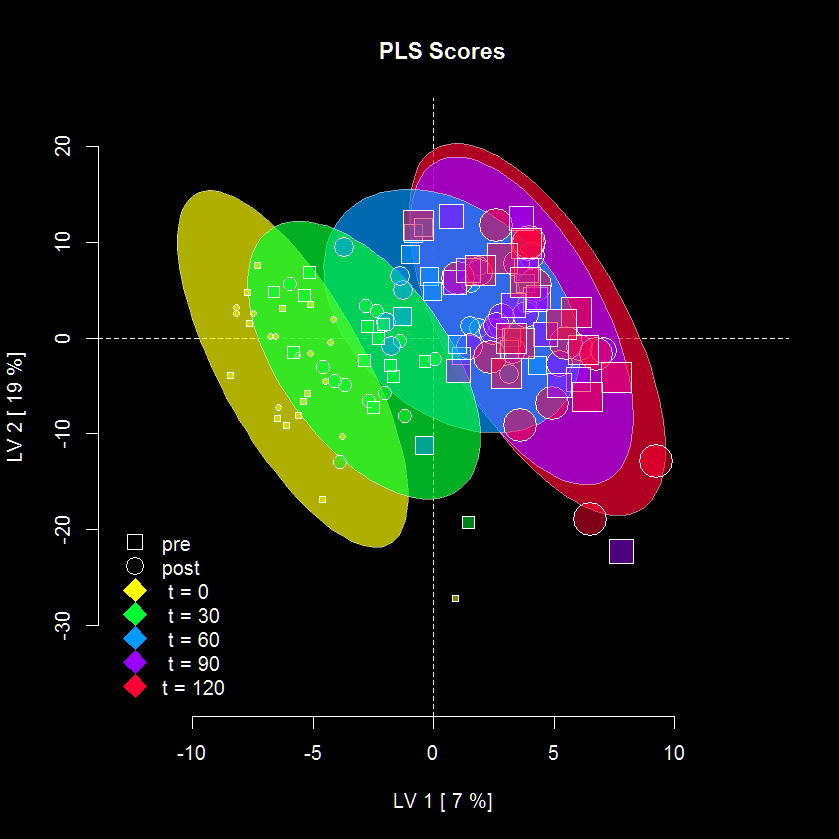 PLS Scores
20
10
0
-10
-20
-30
LV 2 [ 19 %]
pre
post
t = 0
t = 30
t = 60
t = 90
t = 120
-10 -5 0 5 10
LV 1 [ 7 %]